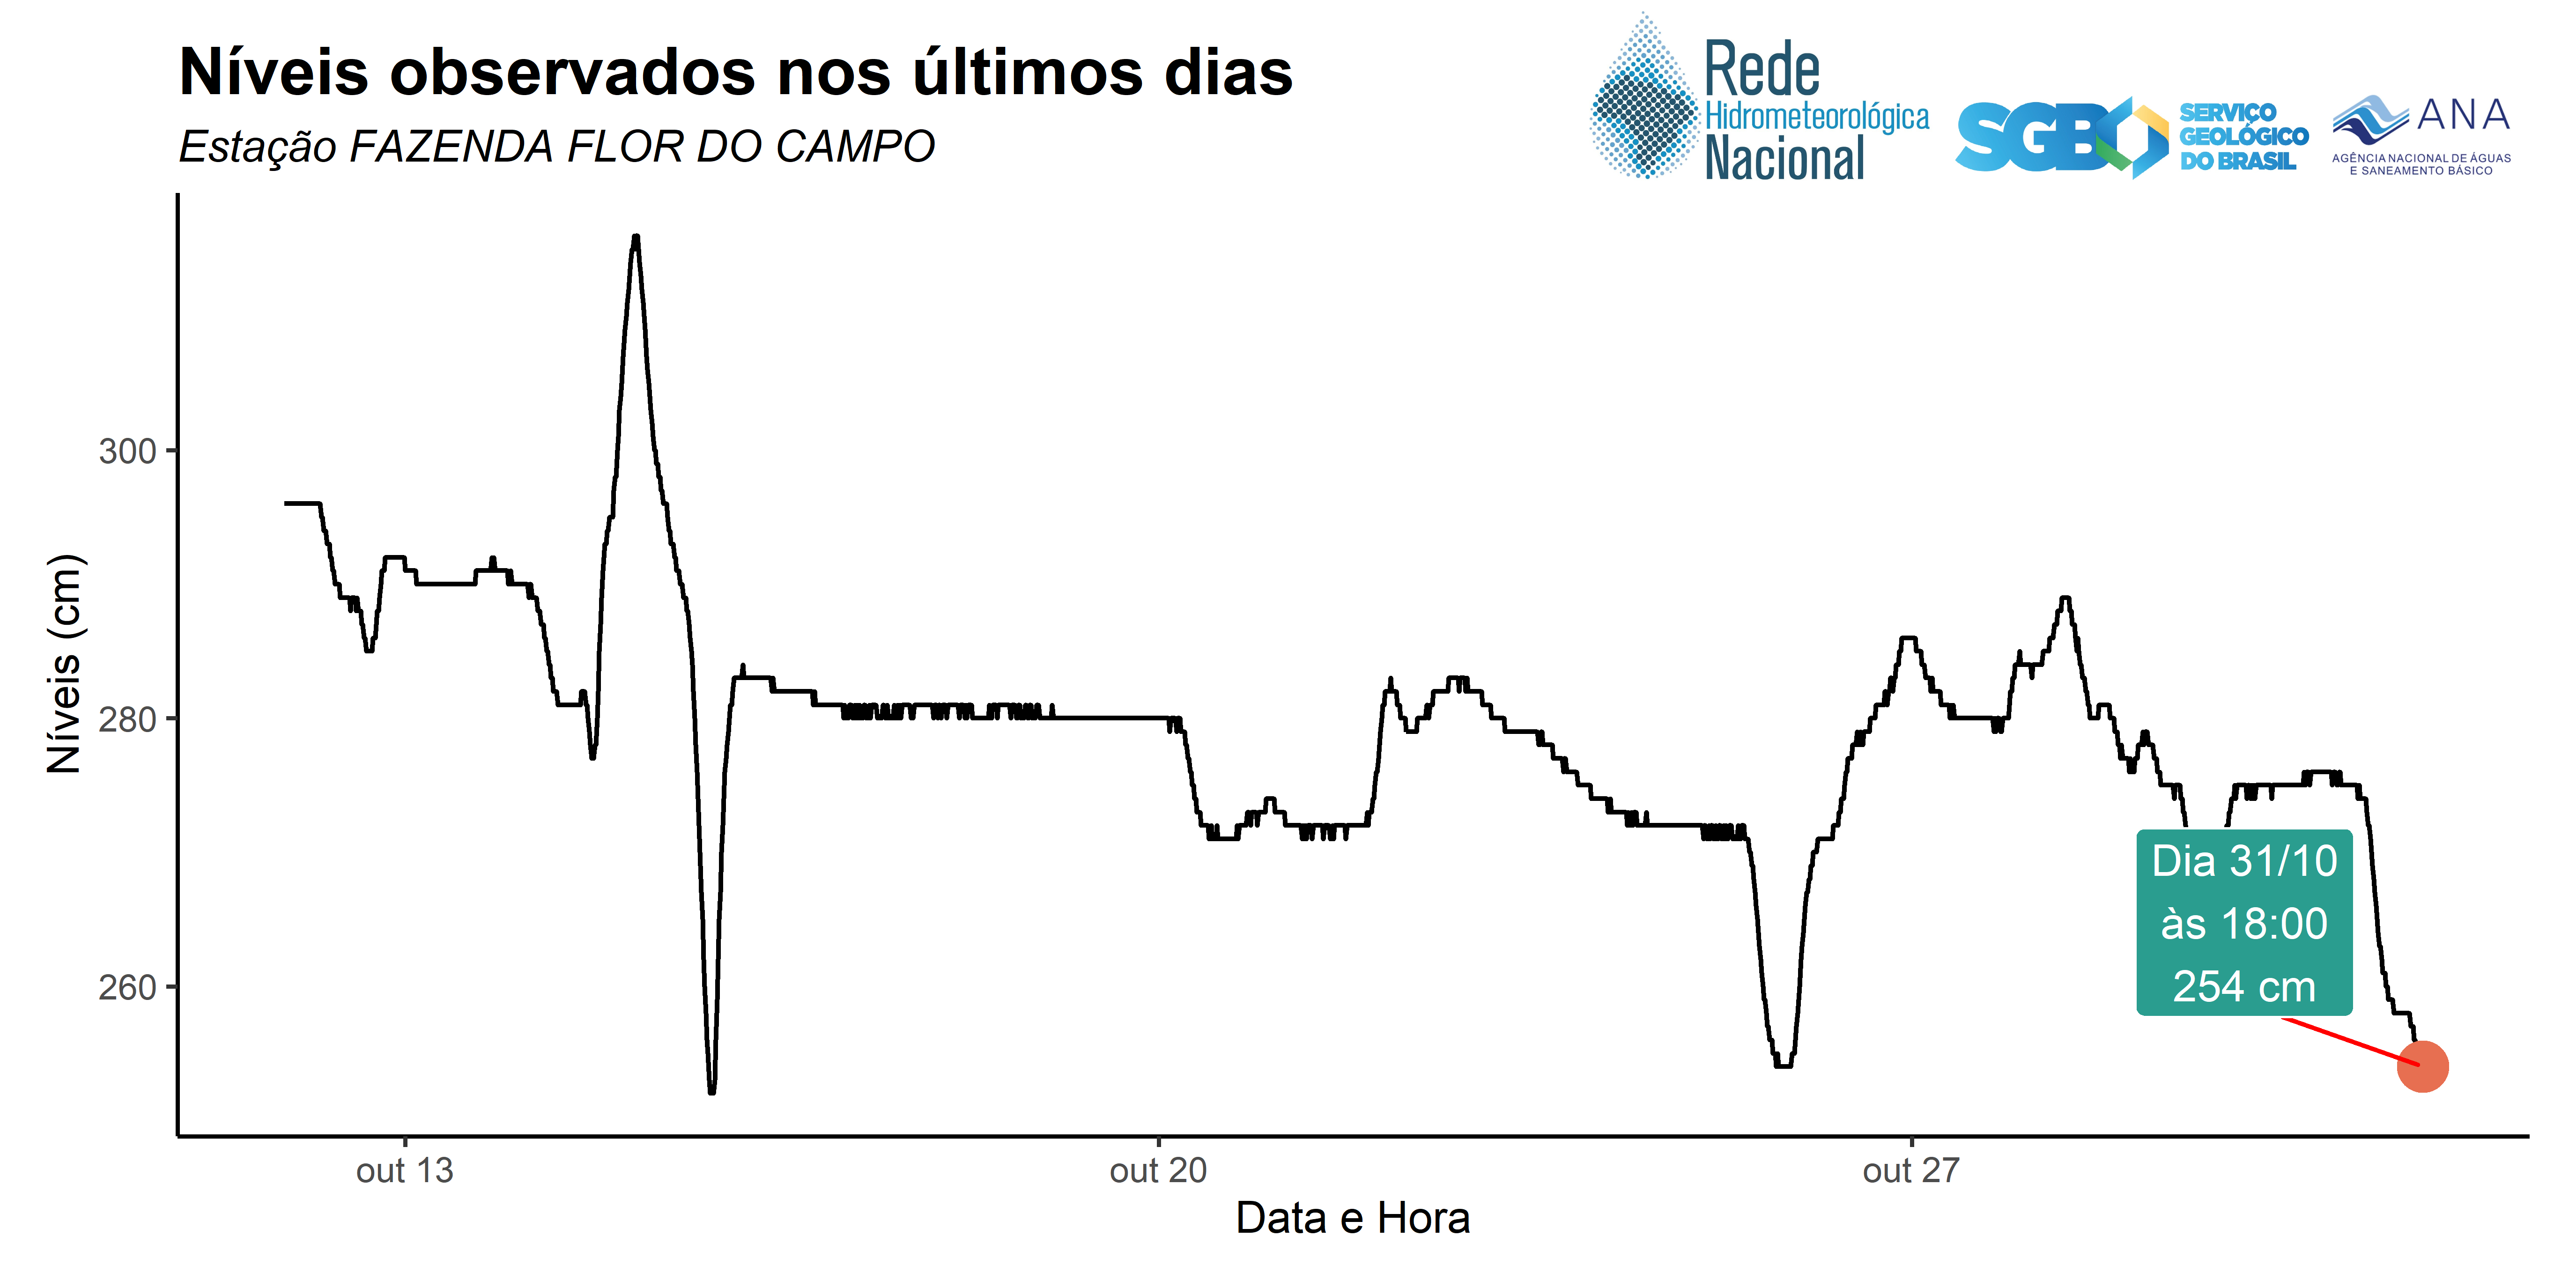 Níveis observados nos últimos dias
Estação FAZENDA FLOR DO CAMPO
Rede
Hidrometeorológica
Nacional
SGB
SERVIÇO
GEOLÓGICO
DO BRASIL
ANA
AGÊNCIA NACIONAL DE ÁGUAS
E SANEAMENTO BÁSICO
Níveis (cm)
300
280
260
Dia 31/10
às 18:00
254 cm
out 13
out 20
out 27
Data e Hora